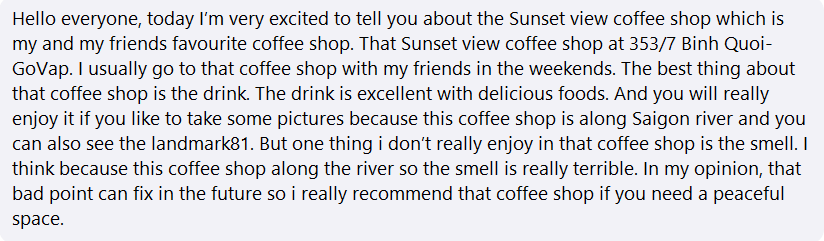 Hello everyone, today I’m very excited to tell you about the Sunset view coffee shop which is
my and my friends favourite coffee shop. That Sunset view coffee shop at 353/7 Binh Quoi-
GoVap. I usually go to that coffee shop with my friends in the weekends. The best thing about
that coffee shop is the drink. The drink is excellent with delicious foods. And you will really
enjoy it if you like to take some pictures because this coffee shop is along Saigon river and you
can also see the landmark81. But one thing i don’t really enjoy in that coffee shop is the smell. I
think because this coffee shop along the river so the smell is really terrible. In my opinion, that
bad point can fix in the future so i really recommend that coffee shop if you need a peaceful
space.